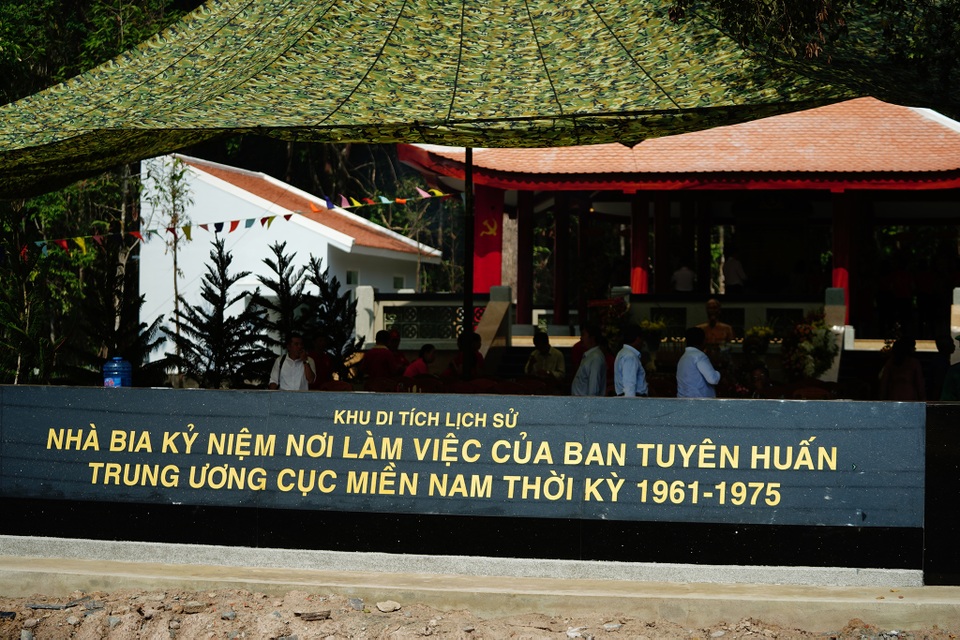 KHU DI TÍCH LỊCH SỬ
NHÀ BIA KỶ NIỆM NƠI LÀM VIỆC CỦA BAN TUYÊN HUẤN
TRUNG ƯƠNG CỤC MIỀN NAM THỜI KỲ 1961-1975